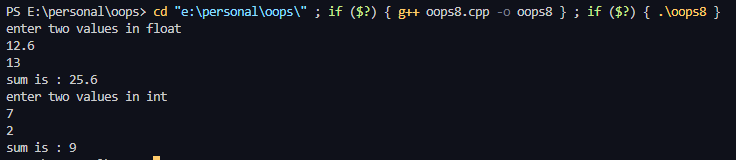 PS E:\personal\oops> cd "e:\personal\oops\" ; if ($?) { g++ oops8.cpp -o oops8 } ; if ($?) { .\oops8 }
enter two values in float
12.6
13
sum is : 25.6
enter two values in int
7
2
sum is : 9